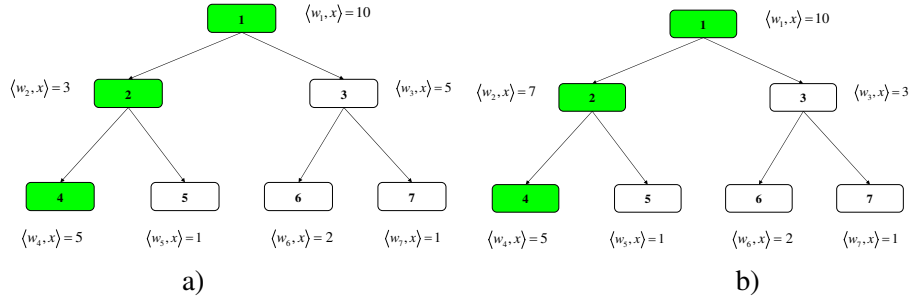 1
⟨w₁, x⟩ = 10
⟨w₂, x⟩ = 3
2
3
⟨w₃, x⟩ = 5
4
5
6
7
⟨w₄, x⟩ = 5
⟨w₅, x⟩ = 1
⟨w₆, x⟩ = 2
⟨w₇, x⟩ = 1
a)
1
⟨w₁, x⟩ = 10
⟨w₂, x⟩ = 7
2
3
⟨w₃, x⟩ = 3
4
5
6
7
⟨w₄, x⟩ = 5
⟨w₅, x⟩ = 1
⟨w₆, x⟩ = 2
⟨w₇, x⟩ = 1
b)